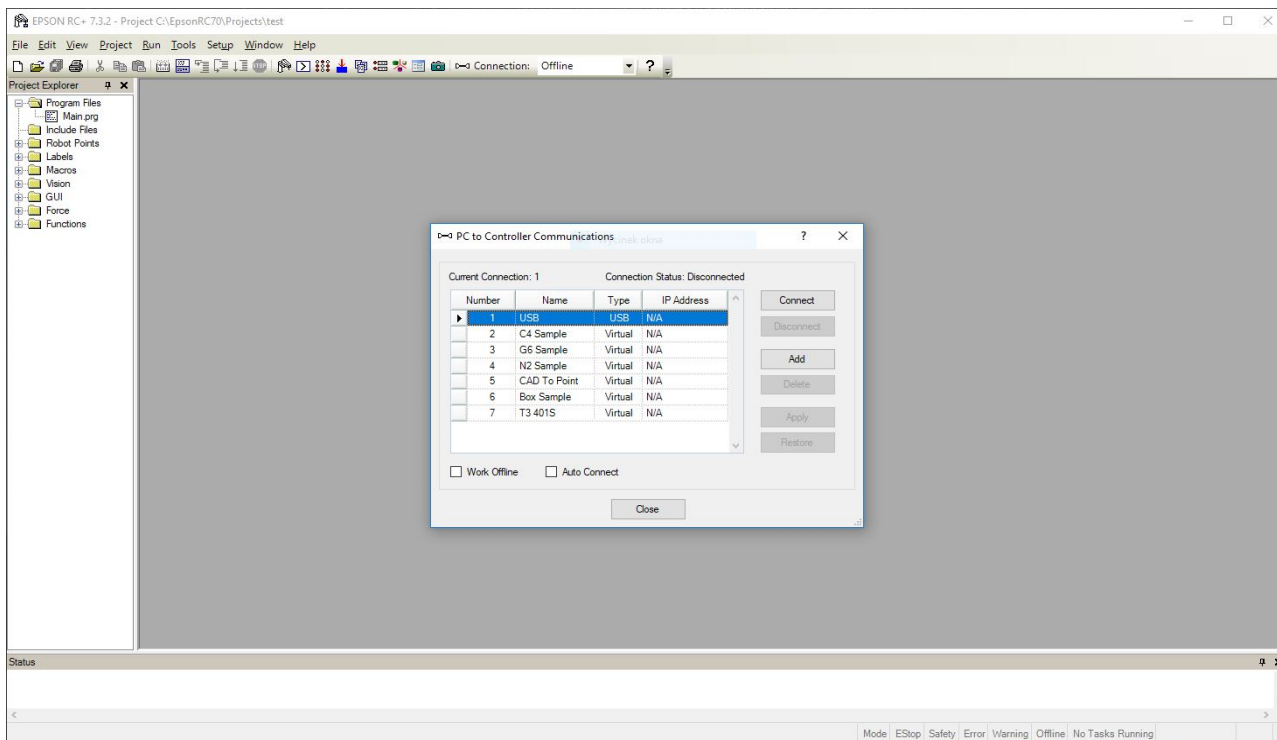 EPSON RC+ 7.3.2 - Project C:\EpsonRC70\Projects\test
File Edit View Project Run Tools Setup Window Help
Connection: Offline
Project Explorer
Program Files
Main.prg
Include Files
Robot Points
Labels
Macros
Vision
GUI
Force
Functions
PC to Controller Communications
Current Connection: 1 Connection Status: Disconnected
Number Name Type IP Address
1 USB USB N/A
2 C4 Sample Virtual N/A
3 G6 Sample Virtual N/A
4 N2 Sample Virtual N/A
5 CAD To Point Virtual N/A
6 Box Sample Virtual N/A
7 T3 401S Virtual N/A
Connect
Disconnect
Add
Delete
Apply
Restore
Work Offline Auto Connect
Close
Status
Mode EStop Safety Error Warning Offline No Tasks Running